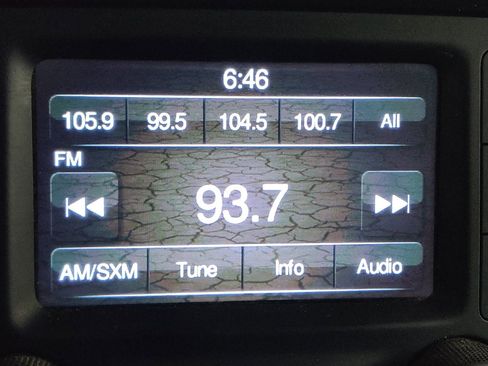 6:46
105.9 99.5 104.5 100.7 All
FM
93.7
AM/SXM Tune Info Audio